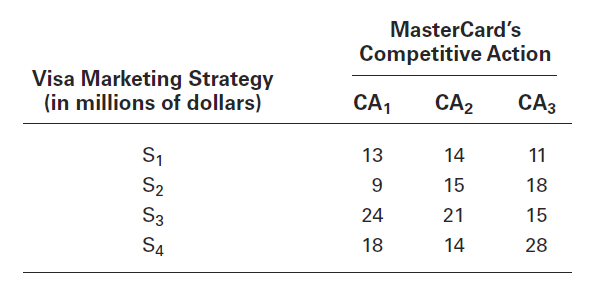 MasterCard's
Competitive Action
Visa Marketing Strategy
(in millions of dollars)
CA₁ CA₂ CA₃
S₁ 13 14 11
S₂ 9 15 18
S₃ 24 21 15
S₄ 18 14 28